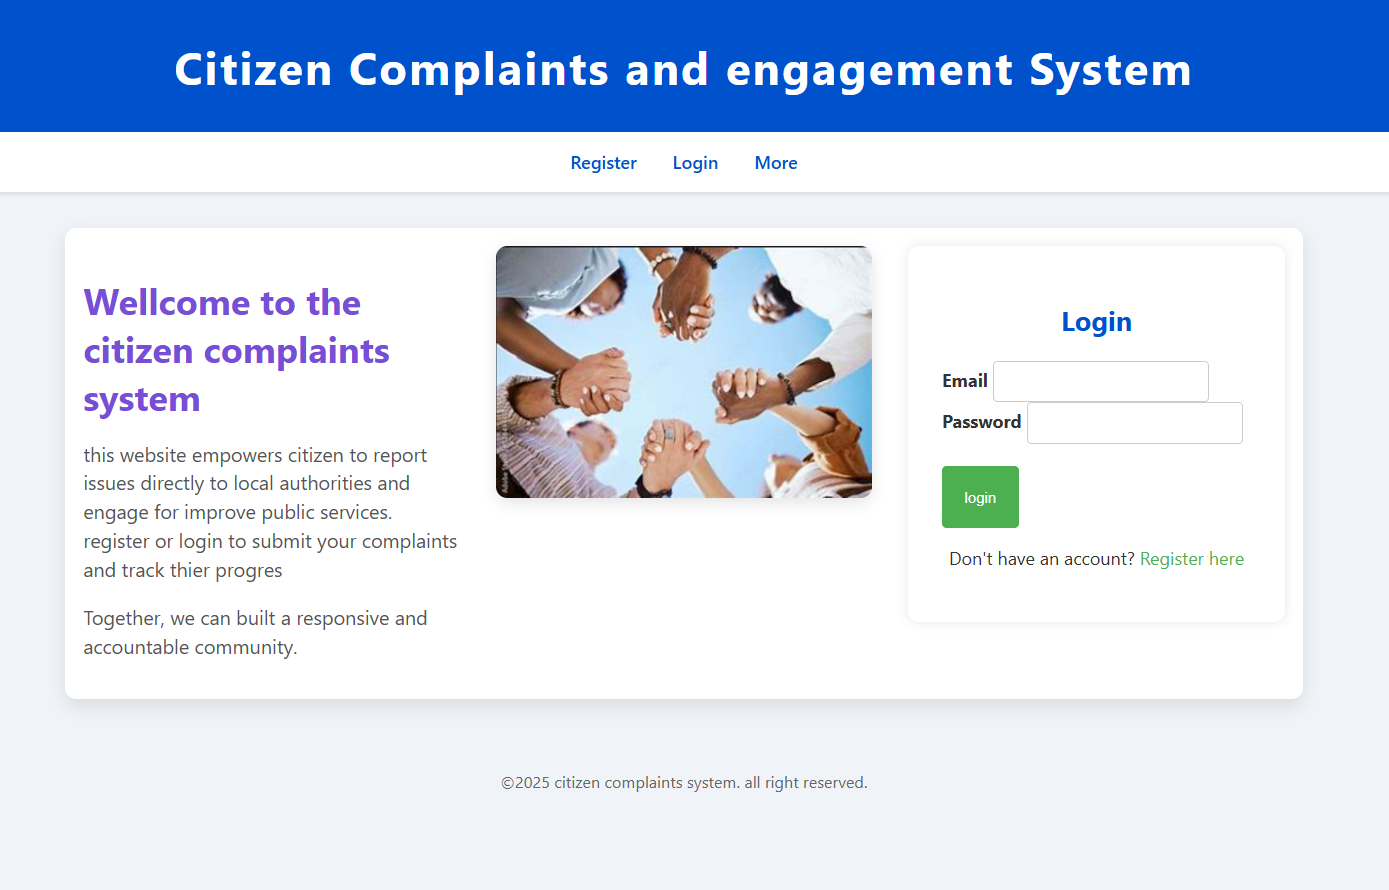 Citizen Complaints and engagement System
Register Login More
Wellcome to the
citizen complaints
system
this website empowers citizen to report
issues directly to local authorities and
engage for improve public services.
register or login to submit your complaints
and track thier progres
Together, we can built a responsive and
accountable community.
Login
Email
Password
login
Don't have an account? Register here
©2025 citizen complaints system. all right reserved.